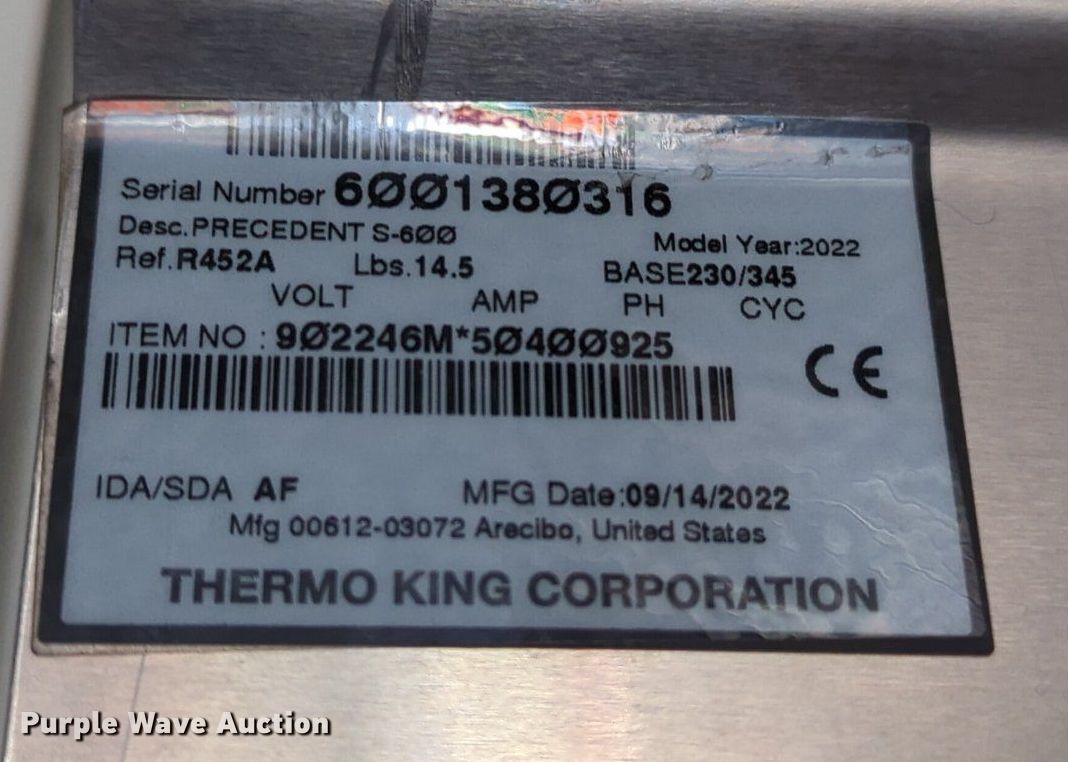 Serial Number 6ØØ138Ø316
Desc.PRECEDENT S-6ØØ Model Year:2022
Ref.R452A Lbs.14.5 BASE230/345
VOLT AMP PH CYC
ITEM NO : 9Ø2246M*5Ø4ØØ925
CE
IDA/SDA AF MFG Date:09/14/2022
Mfg 00612-03072 Arecibo, United States
THERMO KING CORPORATION
Purple Wave Auction